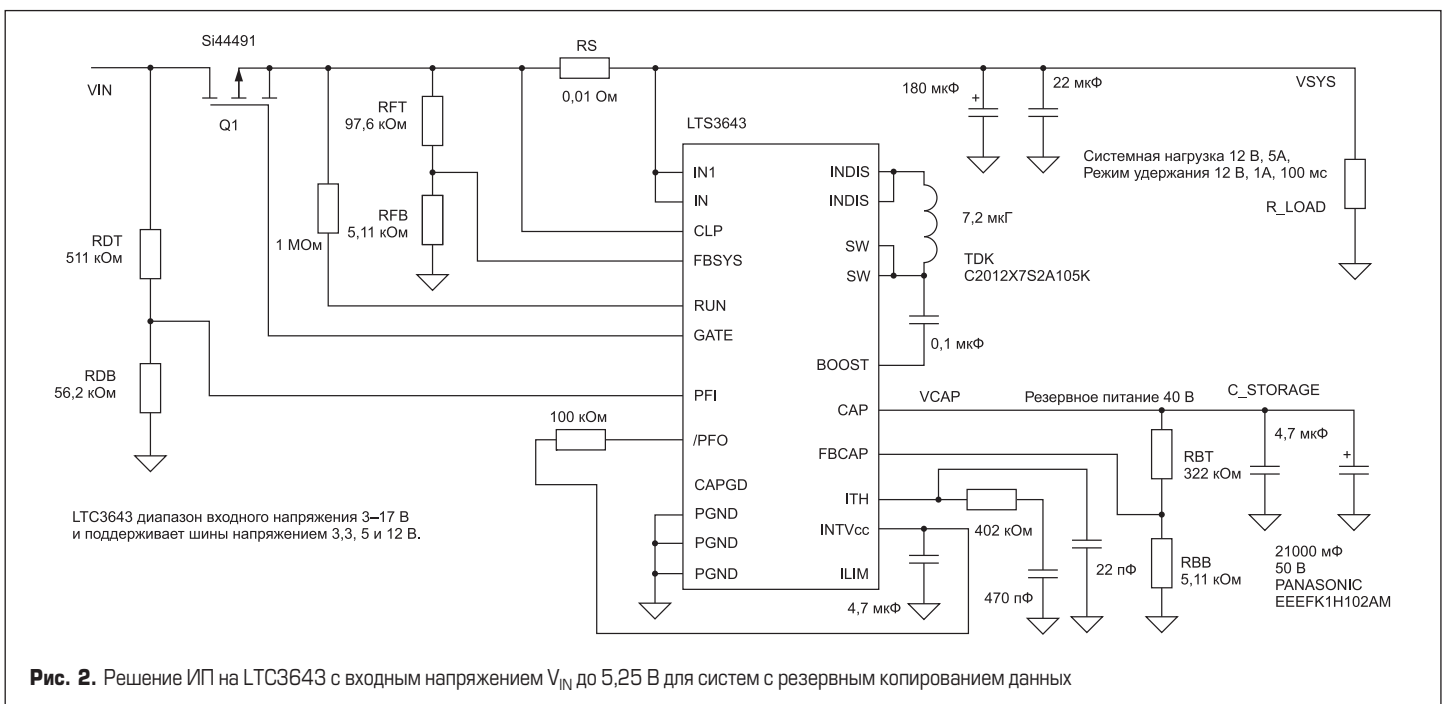 Si44491
VIN
Q1
RS
0,01 Ом
RFT
97,6 кОм
RFB
5,11 кОм
1 МОм
RDT
511 кОм
RDB
56,2 кОм
LTS3643
IN1
IN
CLP
FBSYS
RUN
GATE
PFI
/PFO
CAPGD
PGND
PGND
PGND
INDIS
INDIS
SW
SW
BOOST
CAP
FBCAP
ITH
INTVcc
ILIM
100 кОм
180 мкФ
+
22 мкФ
VSYS
Системная нагрузка 12 В, 5А,
Режим удержания 12 В, 1А, 100 мс
R_LOAD
7,2 мкГ
TDK
C2012X7S2A105K
0,1 мкФ
VCAP
Резервное питание 40 В
C_STORAGE
4,7 мкФ
+
RBT
322 кОм
RBB
5,11 кОм
402 кОм
22 пФ
470 пФ
4,7 мкФ
21000 мФ
50 В
PANASONIC
EEEFK1H102AM
LTC3643 диапазон входного напряжения 3–17 В
и поддерживает шины напряжением 3,3, 5 и 12 В.
Рис. 2. Решение ИП на LTC3643 с входным напряжением VIN до 5,25 В для систем с резервным копированием данных